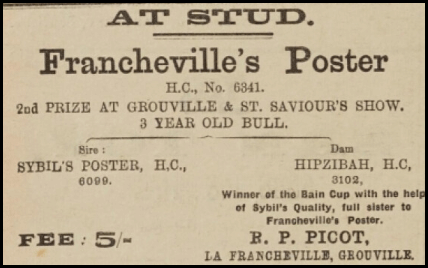 AT STUD.
Francheville's Poster
H.C., No. 6341.
2nd PRIZE AT GROUVILLE & ST. SAVIOUR'S SHOW.
3 YEAR OLD BULL.
Sire :
SYBIL'S POSTER, H.C.,
6099.
Dam
HIPZIBAH, H.C,
3102,
Winner of the Bain Cup with the help
of Sybil's Quality, full sister to
Francheville's Poster.
FEE : 5/-
R. P. PICOT,
LA FRANCHEVILLE, GROUVILLE.